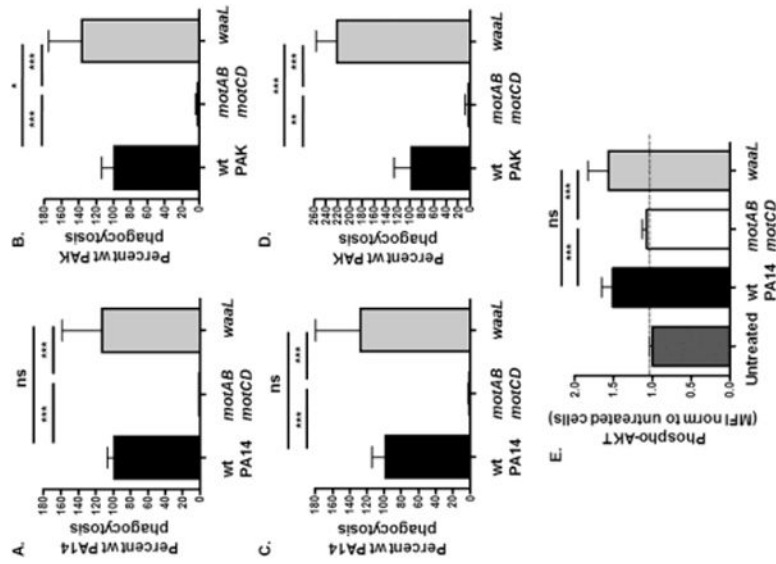 A.
Percent wt PA14
phagocytosis
180
160
140
120
100
80
60
40
20
0
ns
*** ***
wt motAB waaL
PA14 motCD
B.
Percent wt PAK
phagocytosis
180
160
140
120
100
80
60
40
20
0
*
*** ***
wt motAB waaL
PAK motCD
C.
Percent wt PA14
phagocytosis
180
160
140
120
100
80
60
40
20
0
ns
*** ***
wt motAB waaL
PA14 motCD
D.
Percent wt PAK
phagocytosis
260
240
220
200
180
160
140
120
100
80
60
40
20
0
***
** ***
wt motAB waaL
PAK motCD
E.
Phospho-AKT
(MFI norm to untreated cells)
2.0
1.5
1.0
0.5
0.0
ns
*** ***
Untreated wt motAB waaL
PA14 motCD